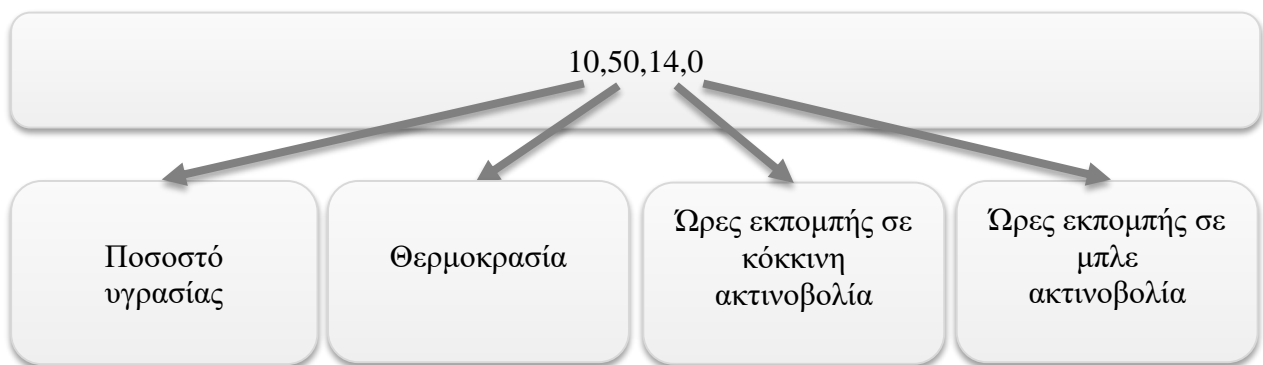 10,50,14,0
Ποσοστό
υγρασίας
Θερμοκρασία
Ώρες εκπομπής σε
κόκκινη
ακτινοβολία
Ώρες εκπομπής σε
μπλε
ακτινοβολία